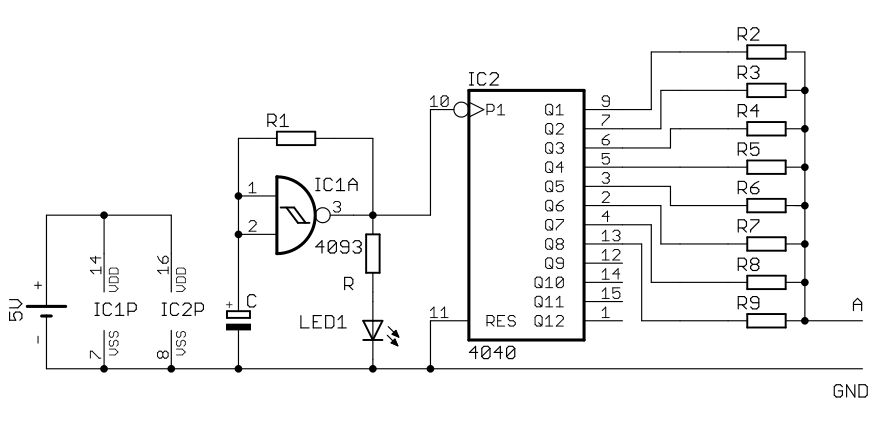 R2
R3
R4
R5
R6
R7
R8
R9
A
IC2
10
P1
Q1 9
Q2 7
Q3 6
Q4 5
Q5 3
Q6 2
Q7 4
Q8 13
Q9 12
Q10 14
Q11 15
11 RES Q12 1
4040
R1
IC1A
1
2
3
4093
R
C
+
LED1
5V
+
-
14 VDD
16 VDD
IC1P
IC2P
7 VSS
8 VSS
GND